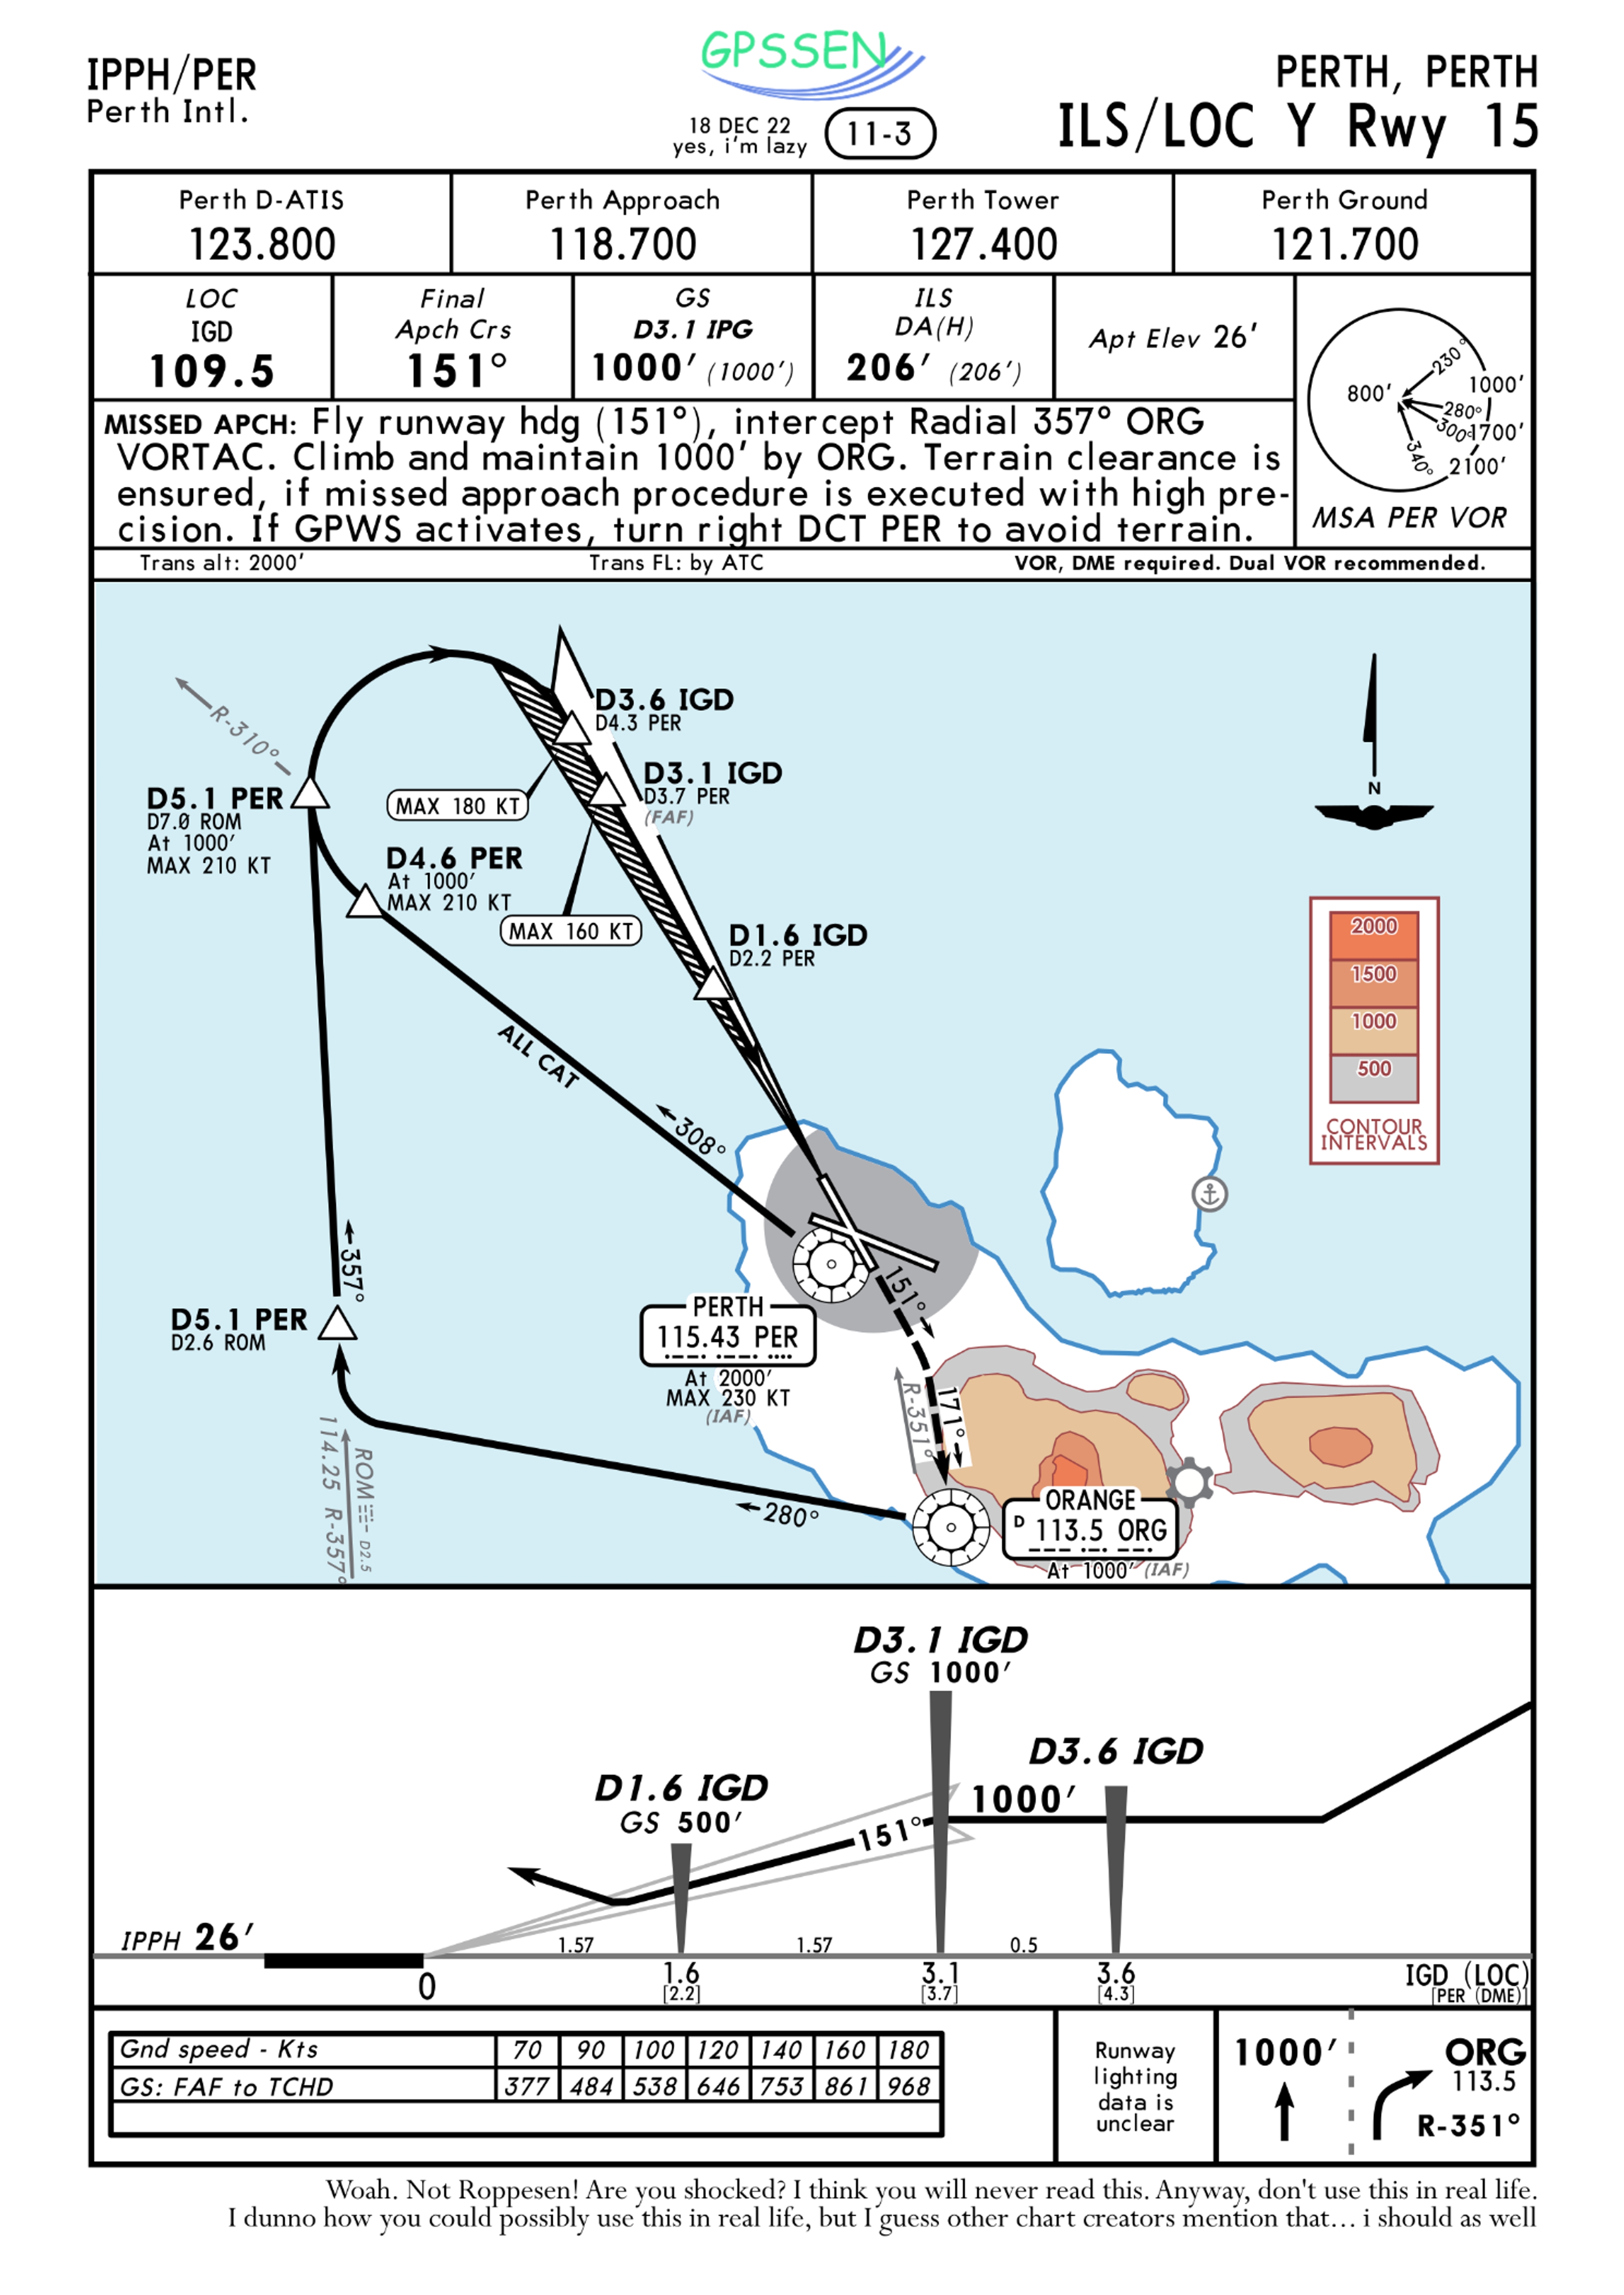 GPSSEN
IPPH/PER
Perth Intl.
18 DEC 22
yes, i'm lazy
11-3
PERTH, PERTH
ILS/LOC Y Rwy 15
Perth D-ATIS
123.800
Perth Approach
118.700
Perth Tower
127.400
Perth Ground
121.700
LOC
IGD
109.5
Final
Apch Crs
151°
GS
D3.1 IPG
1000' (1000')
ILS
DA(H)
206' (206')
Apt Elev 26'
800'
230°
1000'
280°
300°
1700'
340°
2100'
MSA PER VOR
MISSED APCH: Fly runway hdg (151°), intercept Radial 357° ORG
VORTAC. Climb and maintain 1000' by ORG. Terrain clearance is
ensured, if missed approach procedure is executed with high pre-
cision. If GPWS activates, turn right DCT PER to avoid terrain.
Trans alt: 2000'
Trans FL: by ATC
VOR, DME required. Dual VOR recommended.
R-310°
D3.6 IGD
D4.3 PER
D3.1 IGD
D3.7 PER
(FAF)
MAX 180 KT
D5.1 PER
D7.0 ROM
At 1000'
MAX 210 KT
D4.6 PER
At 1000'
MAX 210 KT
MAX 160 KT
D1.6 IGD
D2.2 PER
N
2000
1500
1000
500
CONTOUR
INTERVALS
ALL CAT
308°
357°
D5.1 PER
D2.6 ROM
PERTH
115.43 PER
At 2000'
MAX 230 KT
(IAF)
151°
R-351°
171°
ROM D2.5
114.25 R-357°
280°
ORANGE
D 113.5 ORG
At 1000' (IAF)
D3.1 IGD
GS 1000'
D3.6 IGD
1000'
D1.6 IGD
GS 500'
151°
IPPH 26'
1.57
1.57
0.5
0
1.6
[2.2]
3.1
[3.7]
3.6
[4.3]
IGD (LOC)
[PER (DME)]
Gnd speed - Kts 70 90 100 120 140 160 180
GS: FAF to TCHD 377 484 538 646 753 861 968
Runway
lighting
data is
unclear
1000'
ORG
113.5
R-351°
Woah. Not Roppesen! Are you shocked? I think you will never read this. Anyway, don't use this in real life.
I dunno how you could possibly use this in real life, but I guess other chart creators mention that... i should as well